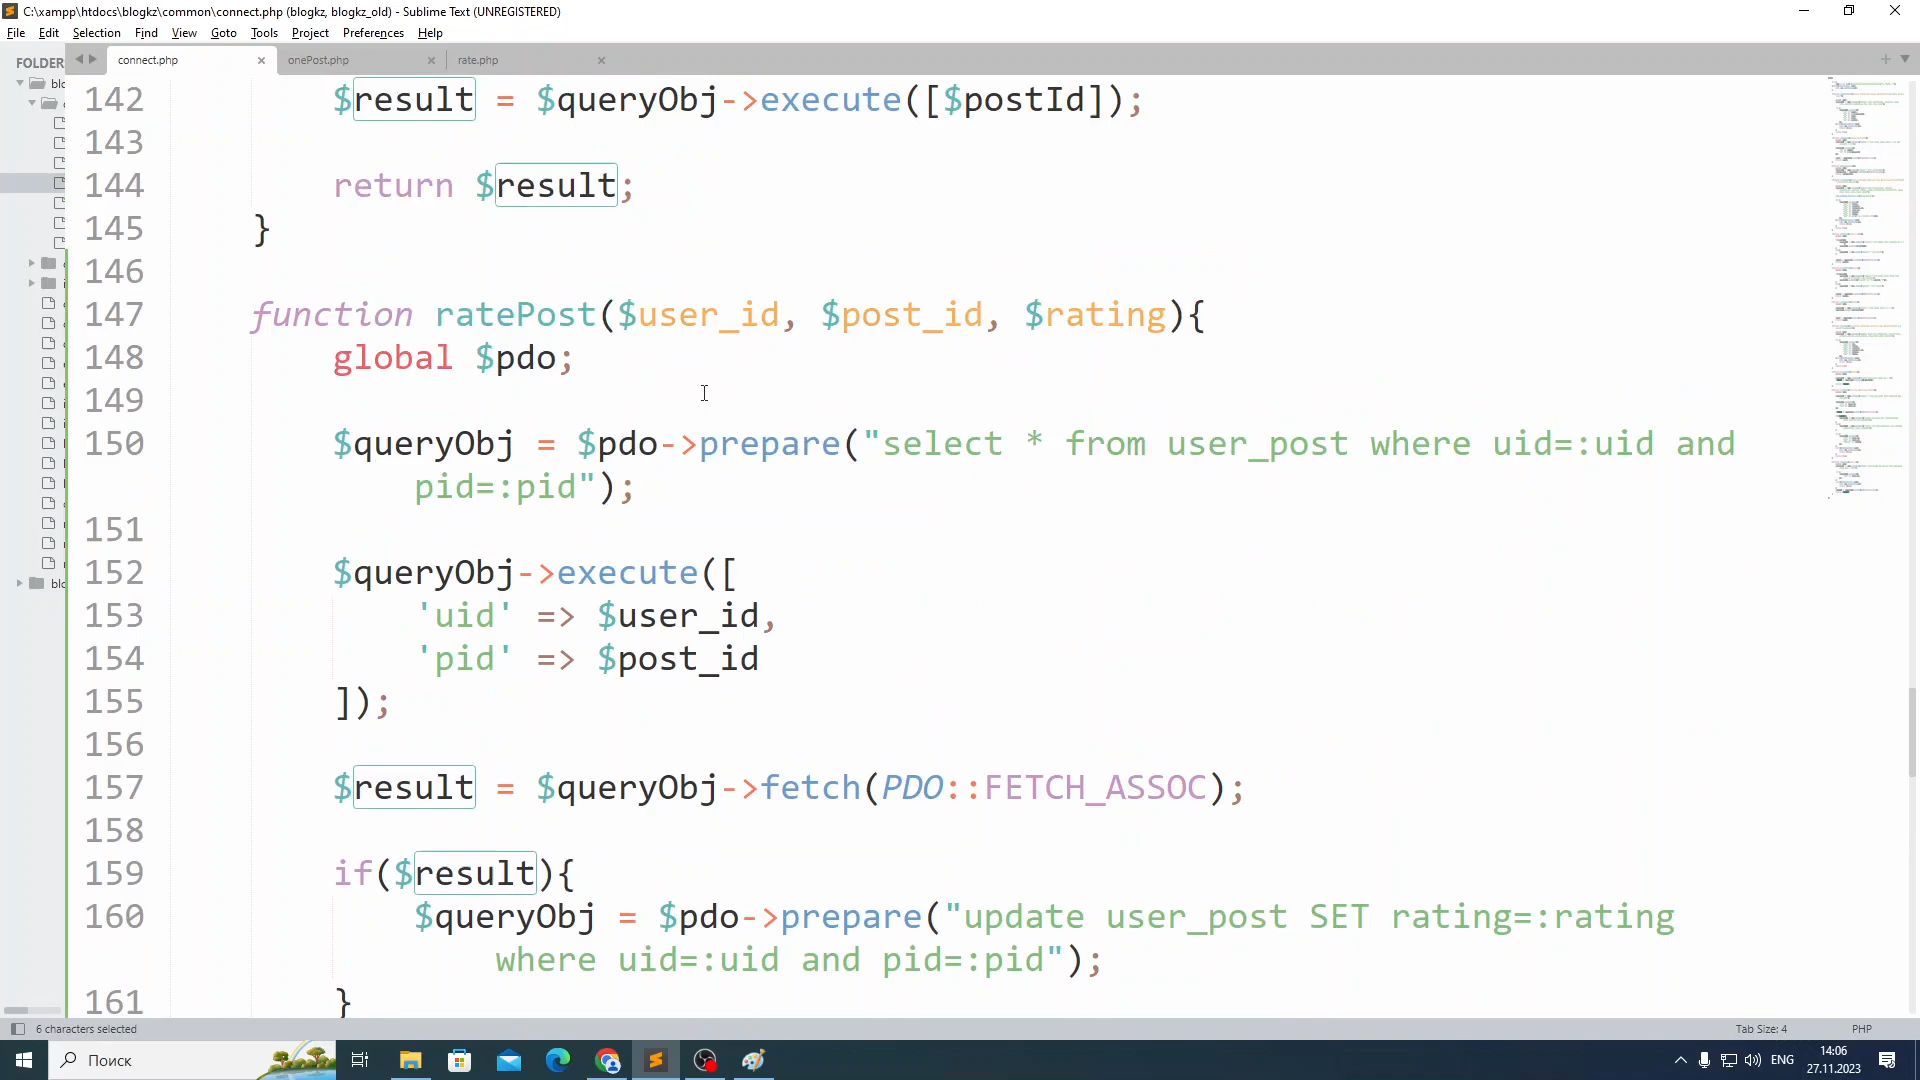 C:\xampp\htdocs\blogkz\common\connect.php (blogkz, blogkz_old) - Sublime Text (UNREGISTERED)
File Edit Selection Find View Goto Tools Project Preferences Help
FOLDER
connect.php
onePost.php
rate.php
142 $result = $queryObj->execute([$postId]);
143
144 return $result;
145 }
146
147 function ratePost($user_id, $post_id, $rating){
148 global $pdo;
149
150 $queryObj = $pdo->prepare("select * from user_post where uid=:uid and
pid=:pid");
151
152 $queryObj->execute([
153 'uid' => $user_id,
154 'pid' => $post_id
155 ]);
156
157 $result = $queryObj->fetch(PDO::FETCH_ASSOC);
158
159 if($result){
160 $queryObj = $pdo->prepare("update user_post SET rating=:rating
where uid=:uid and pid=:pid");
161 }
6 characters selected
Tab Size: 4
PHP
Поиск
ENG
14:06
27.11.2023